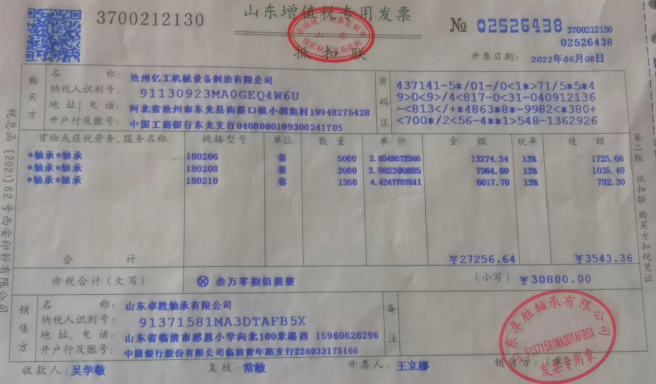 3700212130
山东增值税专用发票
抵扣联
№ 02526438
3700212130
02526438
开票日期： 2022年06月08日
购买方
名称： 沧州亿工机械设备制造有限公司
纳税人识别号： 91130923MA0GEQ4W6U
地址、电话： 河北省沧州市东光县南霞口镇小胡集村19948275428
开户行及账号： 中国工商银行东光支行0408000109300241705
密码区
437141-5*/01-/0<1*>71/5*5*4
9>0<9>/4<817-0<31-040912136
-<813</+*4863*8*-9982<*380+
<700*/2<56-4**1>548-1362926
货物或应税劳务、服务名称 规格型号 单位 数量 单价 金额 税率 税额
*轴承*轴承 180206 套 5000 2.6548672566 13274.34 13% 1725.66
*轴承*轴承 180208 套 2000 3.982300885 7964.60 13% 1035.40
*轴承*轴承 180210 套 1360 4.4247787611 6017.70 13% 782.30
合计 ￥27256.64 ￥3543.36
价税合计（大写） ⊗ 叁万零捌佰圆整 （小写） ￥30800.00
销售方
名称： 山东卓胜轴承有限公司
纳税人识别号： 91371581MA3DTAFB5X
地址、电话： 山东省临清市感恩小学向北100米路西 15969626296
开户行及账号： 中国银行股份有限公司临清青年路支行226033175166
备注
山东卓胜轴承有限公司
91371581MA3DTAFB5X
发票专用章
收款人： 吴学敏 复核： 常敏 开票人： 王立娜 销售方：
税总函〔2021〕62号西安印钞有限公司
第二联 抵扣联 购买方扣税凭证